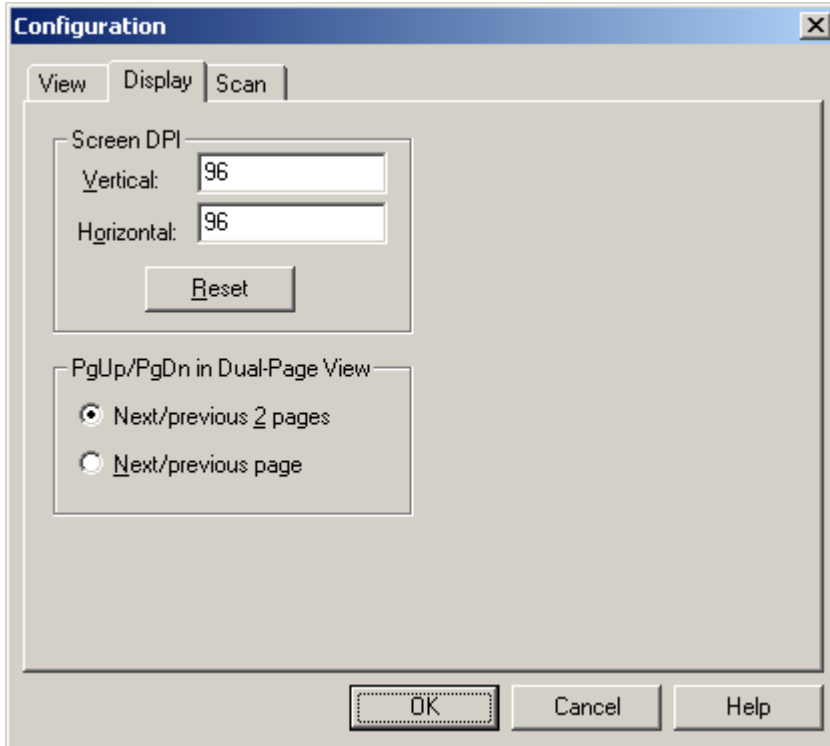 Configuration
View Display Scan
Screen DPI
Vertical: 96
Horizontal: 96
Reset
PgUp/PgDn in Dual-Page View
Next/previous 2 pages
Next/previous page
OK Cancel Help